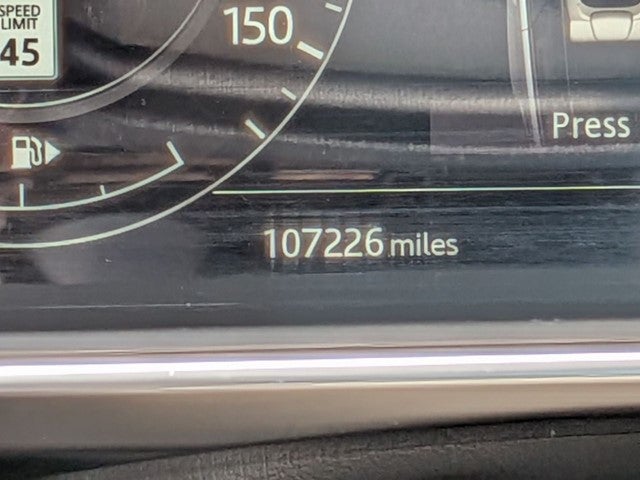 SPEED
LIMIT
45
150
Press
107226 miles